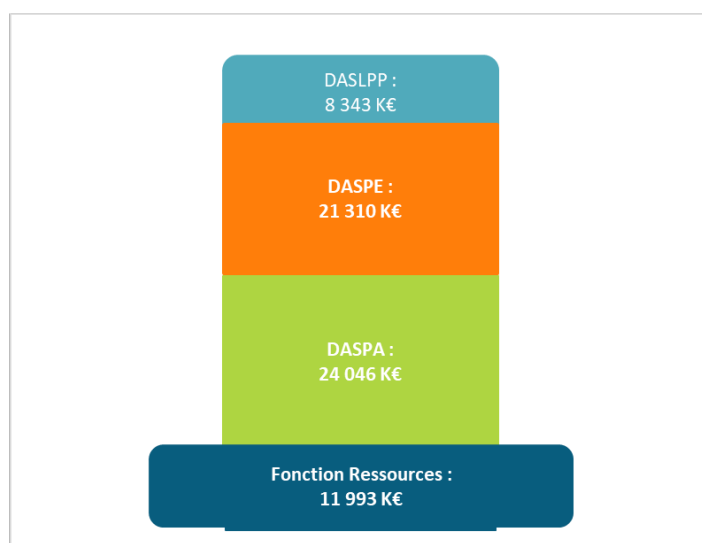 DASLPP :
8 343 K€
DASPE :
21 310 K€
DASPA :
24 046 K€
Fonction Ressources :
11 993 K€